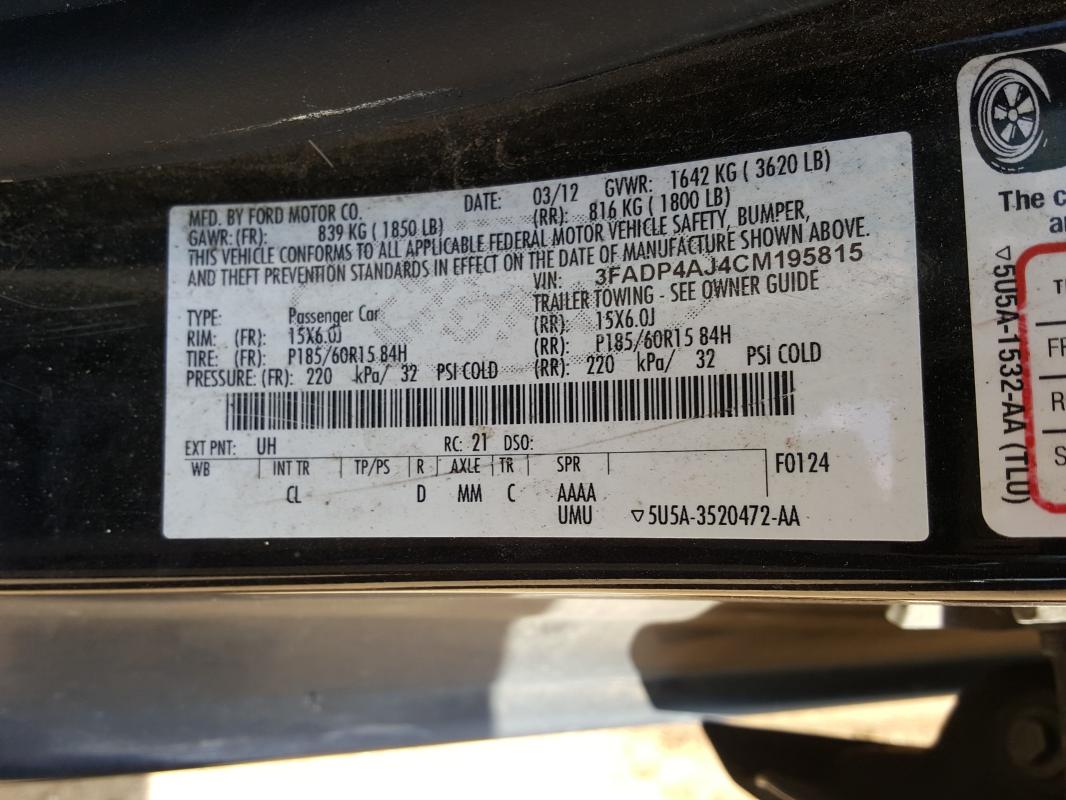 MFD. BY FORD MOTOR CO. DATE: 03/12 GVWR: 1642 KG ( 3620 LB)
GAWR: (FR): 839 KG ( 1850 LB) (RR): 816 KG ( 1800 LB)
THIS VEHICLE CONFORMS TO ALL APPLICABLE FEDERAL MOTOR VEHICLE SAFETY, BUMPER,
AND THEFT PREVENTION STANDARDS IN EFFECT ON THE DATE OF MANUFACTURE SHOWN ABOVE.
VIN: 3FADP4AJ4CM195815
TYPE: Passenger Car TRAILER TOWING - SEE OWNER GUIDE
RIM: (FR): 15X6.0J (RR): 15X6.0J
TIRE: (FR): P185/60R15 84H (RR): P185/60R15 84H
PRESSURE: (FR): 220 kPa/ 32 PSI COLD (RR): 220 kPa/ 32 PSI COLD
EXT PNT: UH RC: 21 DSO:
WB INT TR TP/PS R AXLE TR SPR F0124
CL D MM C AAAA
UMU ▽5U5A-3520472-AA
The c
a
▽5U5A-1532-AA (TLU)
T
FR
R
S